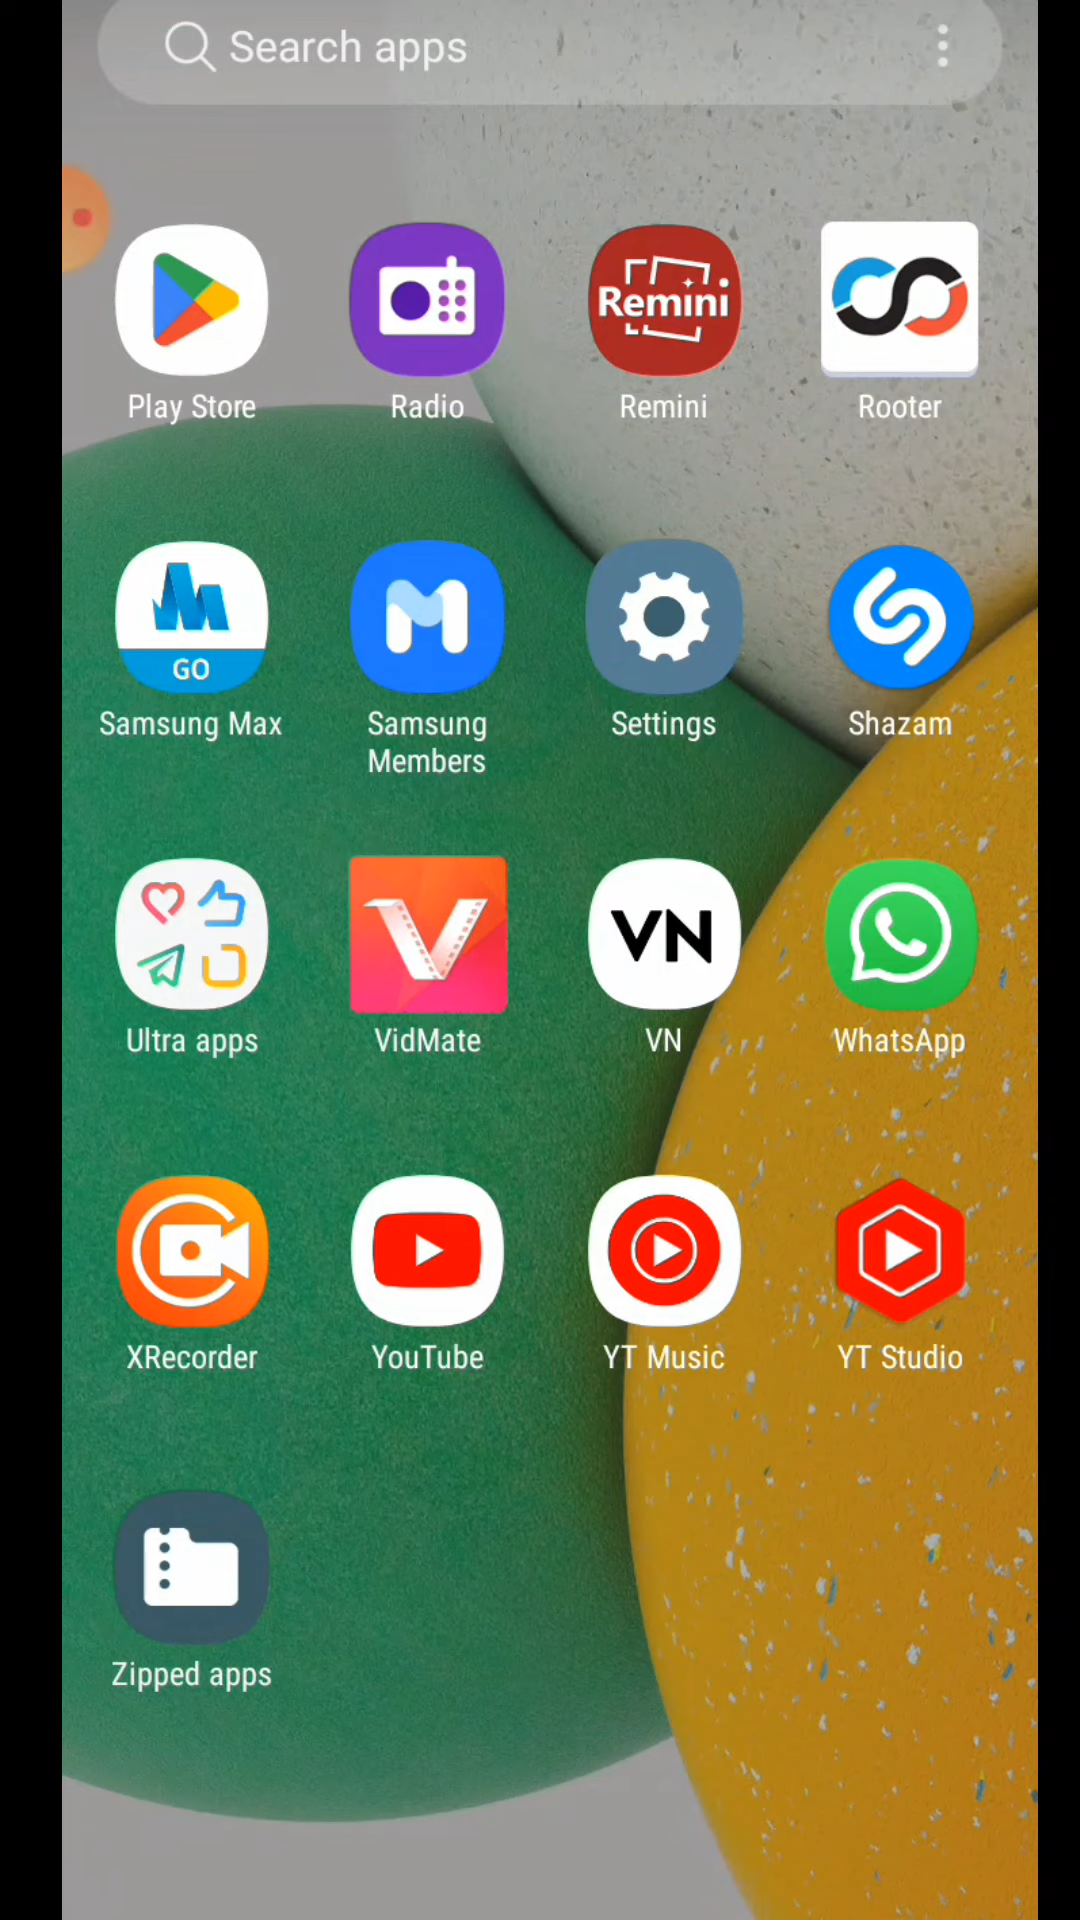 Search apps
Remini
Play Store
Radio
Remini
Rooter
GO
Samsung Max
Samsung
Members
Settings
Shazam
VN
Ultra apps
VidMate
VN
WhatsApp
XRecorder
YouTube
YT Music
YT Studio
Zipped apps